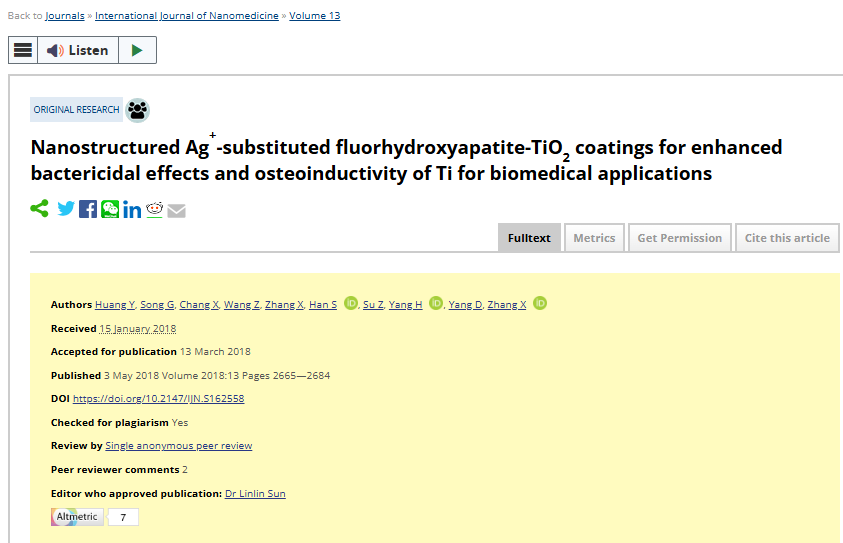 Back to Journals » International Journal of Nanomedicine » Volume 13
Listen
ORIGINAL RESEARCH
Nanostructured Ag⁺-substituted fluorhydroxyapatite-TiO₂ coatings for enhanced
bactericidal effects and osteoinductivity of Ti for biomedical applications
Fulltext Metrics Get Permission Cite this article
Authors Huang Y, Song G, Chang X, Wang Z, Zhang X, Han S iD, Su Z, Yang H iD, Yang D, Zhang X iD
Received 15 January 2018
Accepted for publication 13 March 2018
Published 3 May 2018 Volume 2018:13 Pages 2665—2684
DOI https://doi.org/10.2147/IJN.S162558
Checked for plagiarism Yes
Review by Single anonymous peer review
Peer reviewer comments 2
Editor who approved publication: Dr Linlin Sun
Altmetric 7